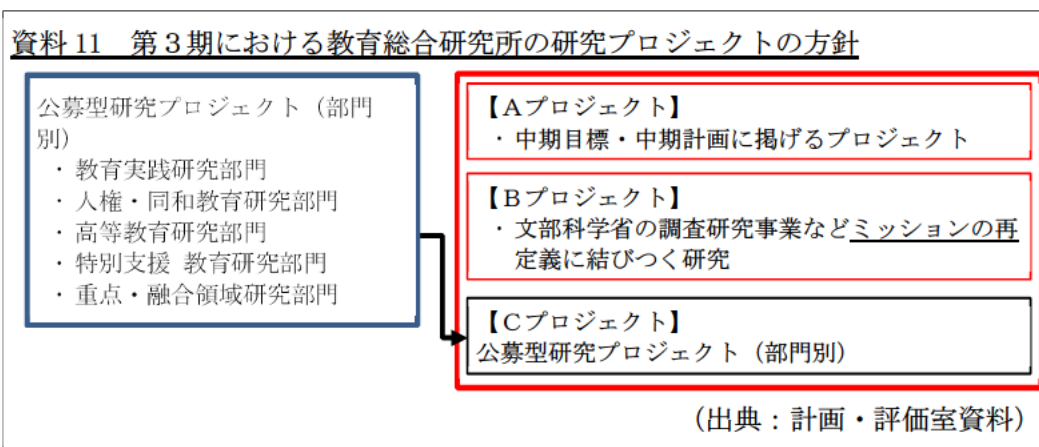 資料 11　第３期における教育総合研究所の研究プロジェクトの方針
公募型研究プロジェクト（部門
別）
・ 教育実践研究部門
・ 人権・同和教育研究部門
・ 高等教育研究部門
・ 特別支援 教育研究部門
・ 重点・融合領域研究部門
【Ａプロジェクト】
・ 中期目標・中期計画に掲げるプロジェクト
【Ｂプロジェクト】
・ 文部科学省の調査研究事業などミッションの再
定義に結びつく研究
【Ｃプロジェクト】
公募型研究プロジェクト（部門別）
（出典：計画・評価室資料）